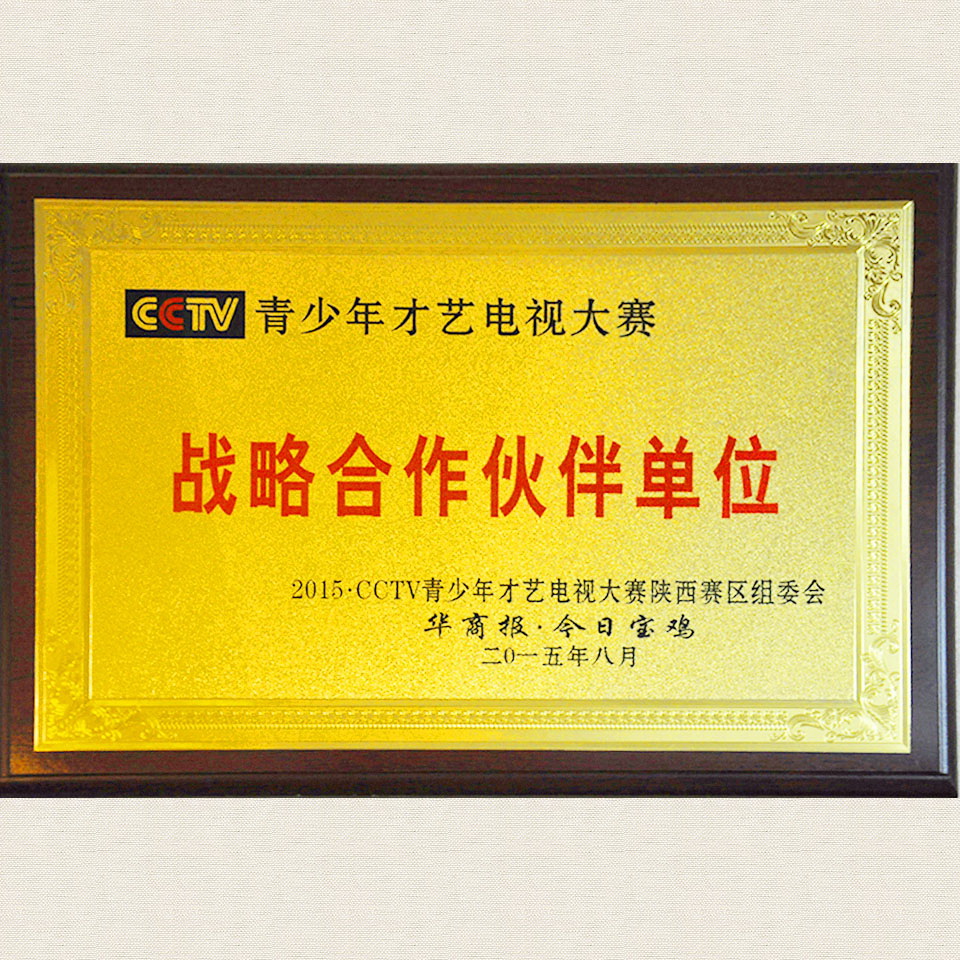 CCTV 青少年才艺电视大赛
战略合作伙伴单位
2015·CCTV青少年才艺电视大赛陕西赛区组委会
华商报·今日宝鸡
二〇一五年八月